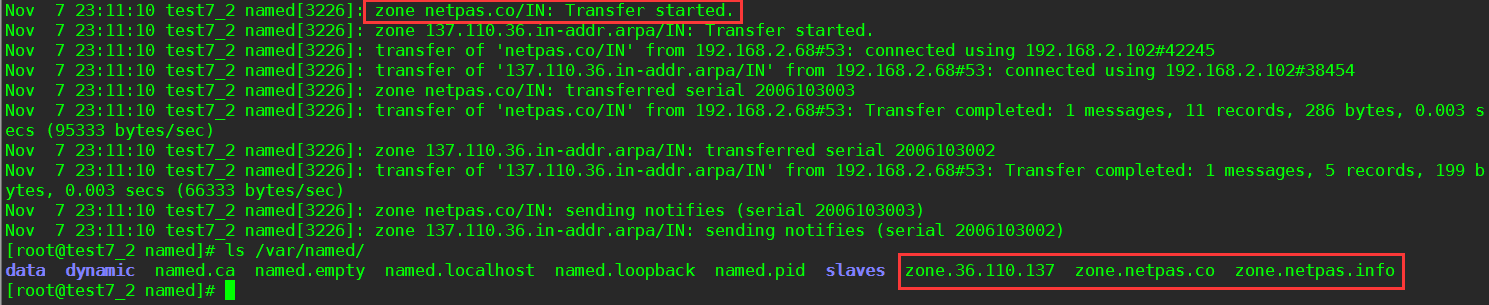 Nov  7 23:11:10 test7_2 named[3226]: zone netpas.co/IN: Transfer started.
Nov  7 23:11:10 test7_2 named[3226]: zone 137.110.36.in-addr.arpa/IN: Transfer started.
Nov  7 23:11:10 test7_2 named[3226]: transfer of 'netpas.co/IN' from 192.168.2.68#53: connected using 192.168.2.102#42245
Nov  7 23:11:10 test7_2 named[3226]: transfer of '137.110.36.in-addr.arpa/IN' from 192.168.2.68#53: connected using 192.168.2.102#38454
Nov  7 23:11:10 test7_2 named[3226]: zone netpas.co/IN: transferred serial 2006103003
Nov  7 23:11:10 test7_2 named[3226]: transfer of 'netpas.co/IN' from 192.168.2.68#53: Transfer completed: 1 messages, 11 records, 286 bytes, 0.003 s
ecs (95333 bytes/sec)
Nov  7 23:11:10 test7_2 named[3226]: zone 137.110.36.in-addr.arpa/IN: transferred serial 2006103002
Nov  7 23:11:10 test7_2 named[3226]: transfer of '137.110.36.in-addr.arpa/IN' from 192.168.2.68#53: Transfer completed: 1 messages, 5 records, 199 b
ytes, 0.003 secs (66333 bytes/sec)
Nov  7 23:11:10 test7_2 named[3226]: zone netpas.co/IN: sending notifies (serial 2006103003)
Nov  7 23:11:10 test7_2 named[3226]: zone 137.110.36.in-addr.arpa/IN: sending notifies (serial 2006103002)
[root@test7_2 named]# ls /var/named/
data  dynamic  named.ca  named.empty  named.localhost  named.loopback  named.pid  slaves  zone.36.110.137  zone.netpas.co  zone.netpas.info
[root@test7_2 named]#